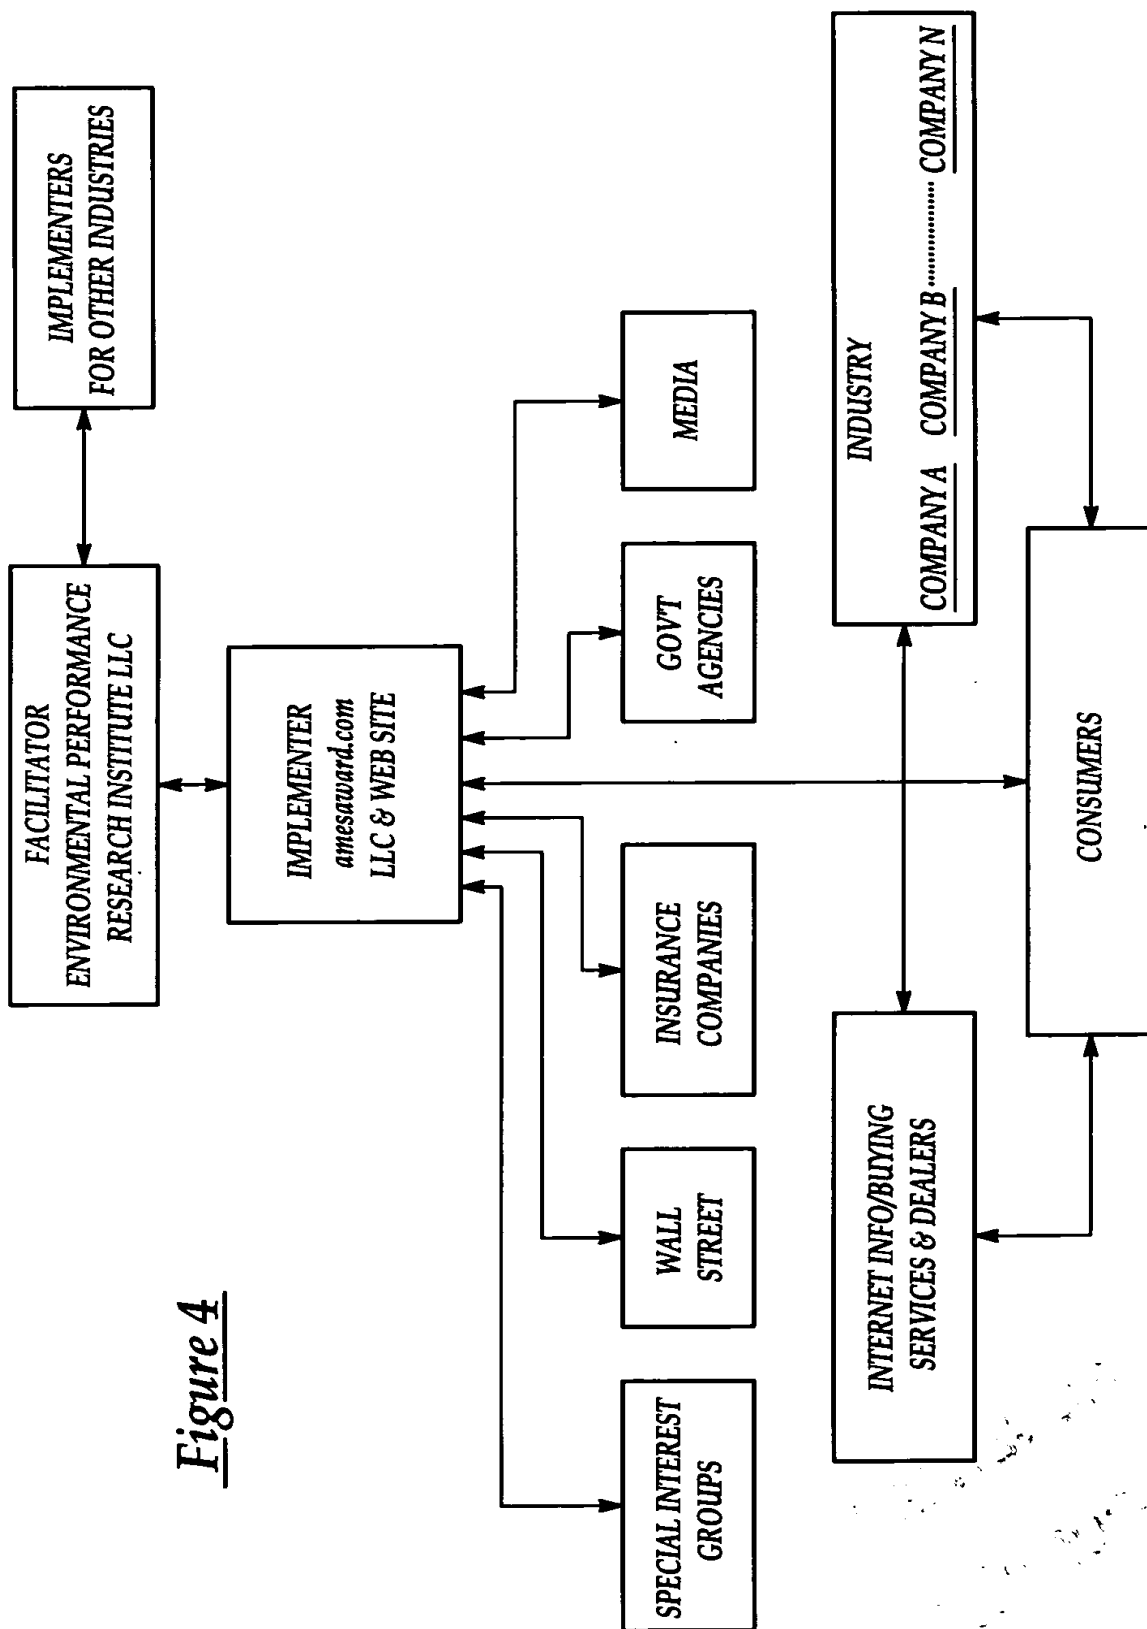 Figure 4
FACILITATOR
ENVIRONMENTAL PERFORMANCE
RESEARCH INSTITUTE LLC
IMPLEMENTERS
FOR OTHER INDUSTRIES
IMPLEMENTER
amesaward.com
LLC & WEB SITE
SPECIAL INTEREST
GROUPS
WALL
STREET
INSURANCE
COMPANIES
GOV'T
AGENCIES
MEDIA
INTERNET INFO/BUYING
SERVICES & DEALERS
INDUSTRY
COMPANY A COMPANY B ................. COMPANY N
CONSUMERS